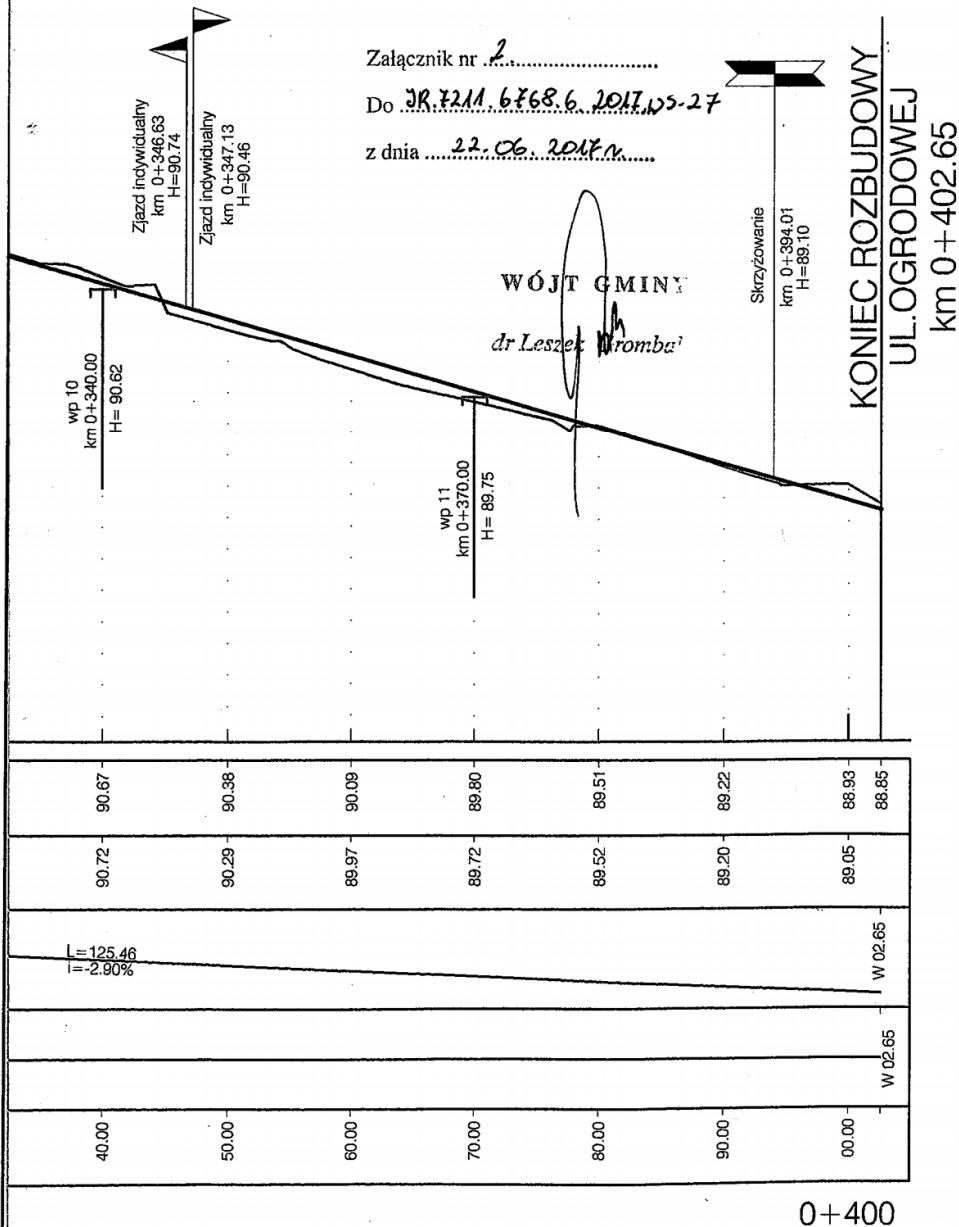 Załącznik nr 2
Do JR.7211.6768.6.2017.WS-27
z dnia 22.06.2017 r.
Zjazd indywidualny
km 0+346.63
H=90.74
Zjazd indywidualny
km 0+347.13
H=90.46
WÓJT GMINY
dr Leszek
Skrzyżowanie
km 0+394.01
H=89.10
KONIEC ROZBUDOWY
UL.OGRODOWEJ
km 0+402.65
wp 10
km 0+340.00
H= 90.62
wp 11
km 0+370.00
H= 89.75
90.67 90.38 90.09 89.80 89.51 89.22 88.93 88.85
90.72 90.29 89.97 89.72 89.52 89.20 89.05
L=125.46
i=-2.90%
W 02.65
W 02.65
40.00 50.00 60.00 70.00 80.00 90.00 00.00
0+400